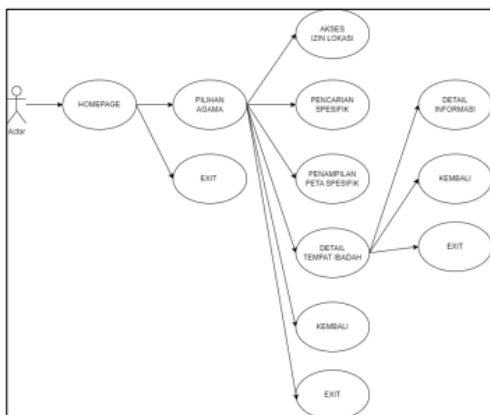 AKSES
IZIN LOKASI
Actor
HOMEPAGE
PILIHAN
AGAMA
PENCARIAN
SPESIFIK
DETAIL
INFORMASI
EXIT
PENAMPILAN
PETA SPESIFIK
KEMBALI
DETAIL
TEMPAT IBADAH
EXIT
KEMBALI
EXIT